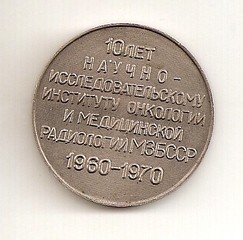 10 ЛЕТ
НАУЧНО-
ИССЛЕДОВАТЕЛЬСКОМУ
ИНСТИТУТУ ОНКОЛОГИИ
И МЕДИЦИНСКОЙ
РАДИОЛОГИИ МЗ БССР
1960-1970